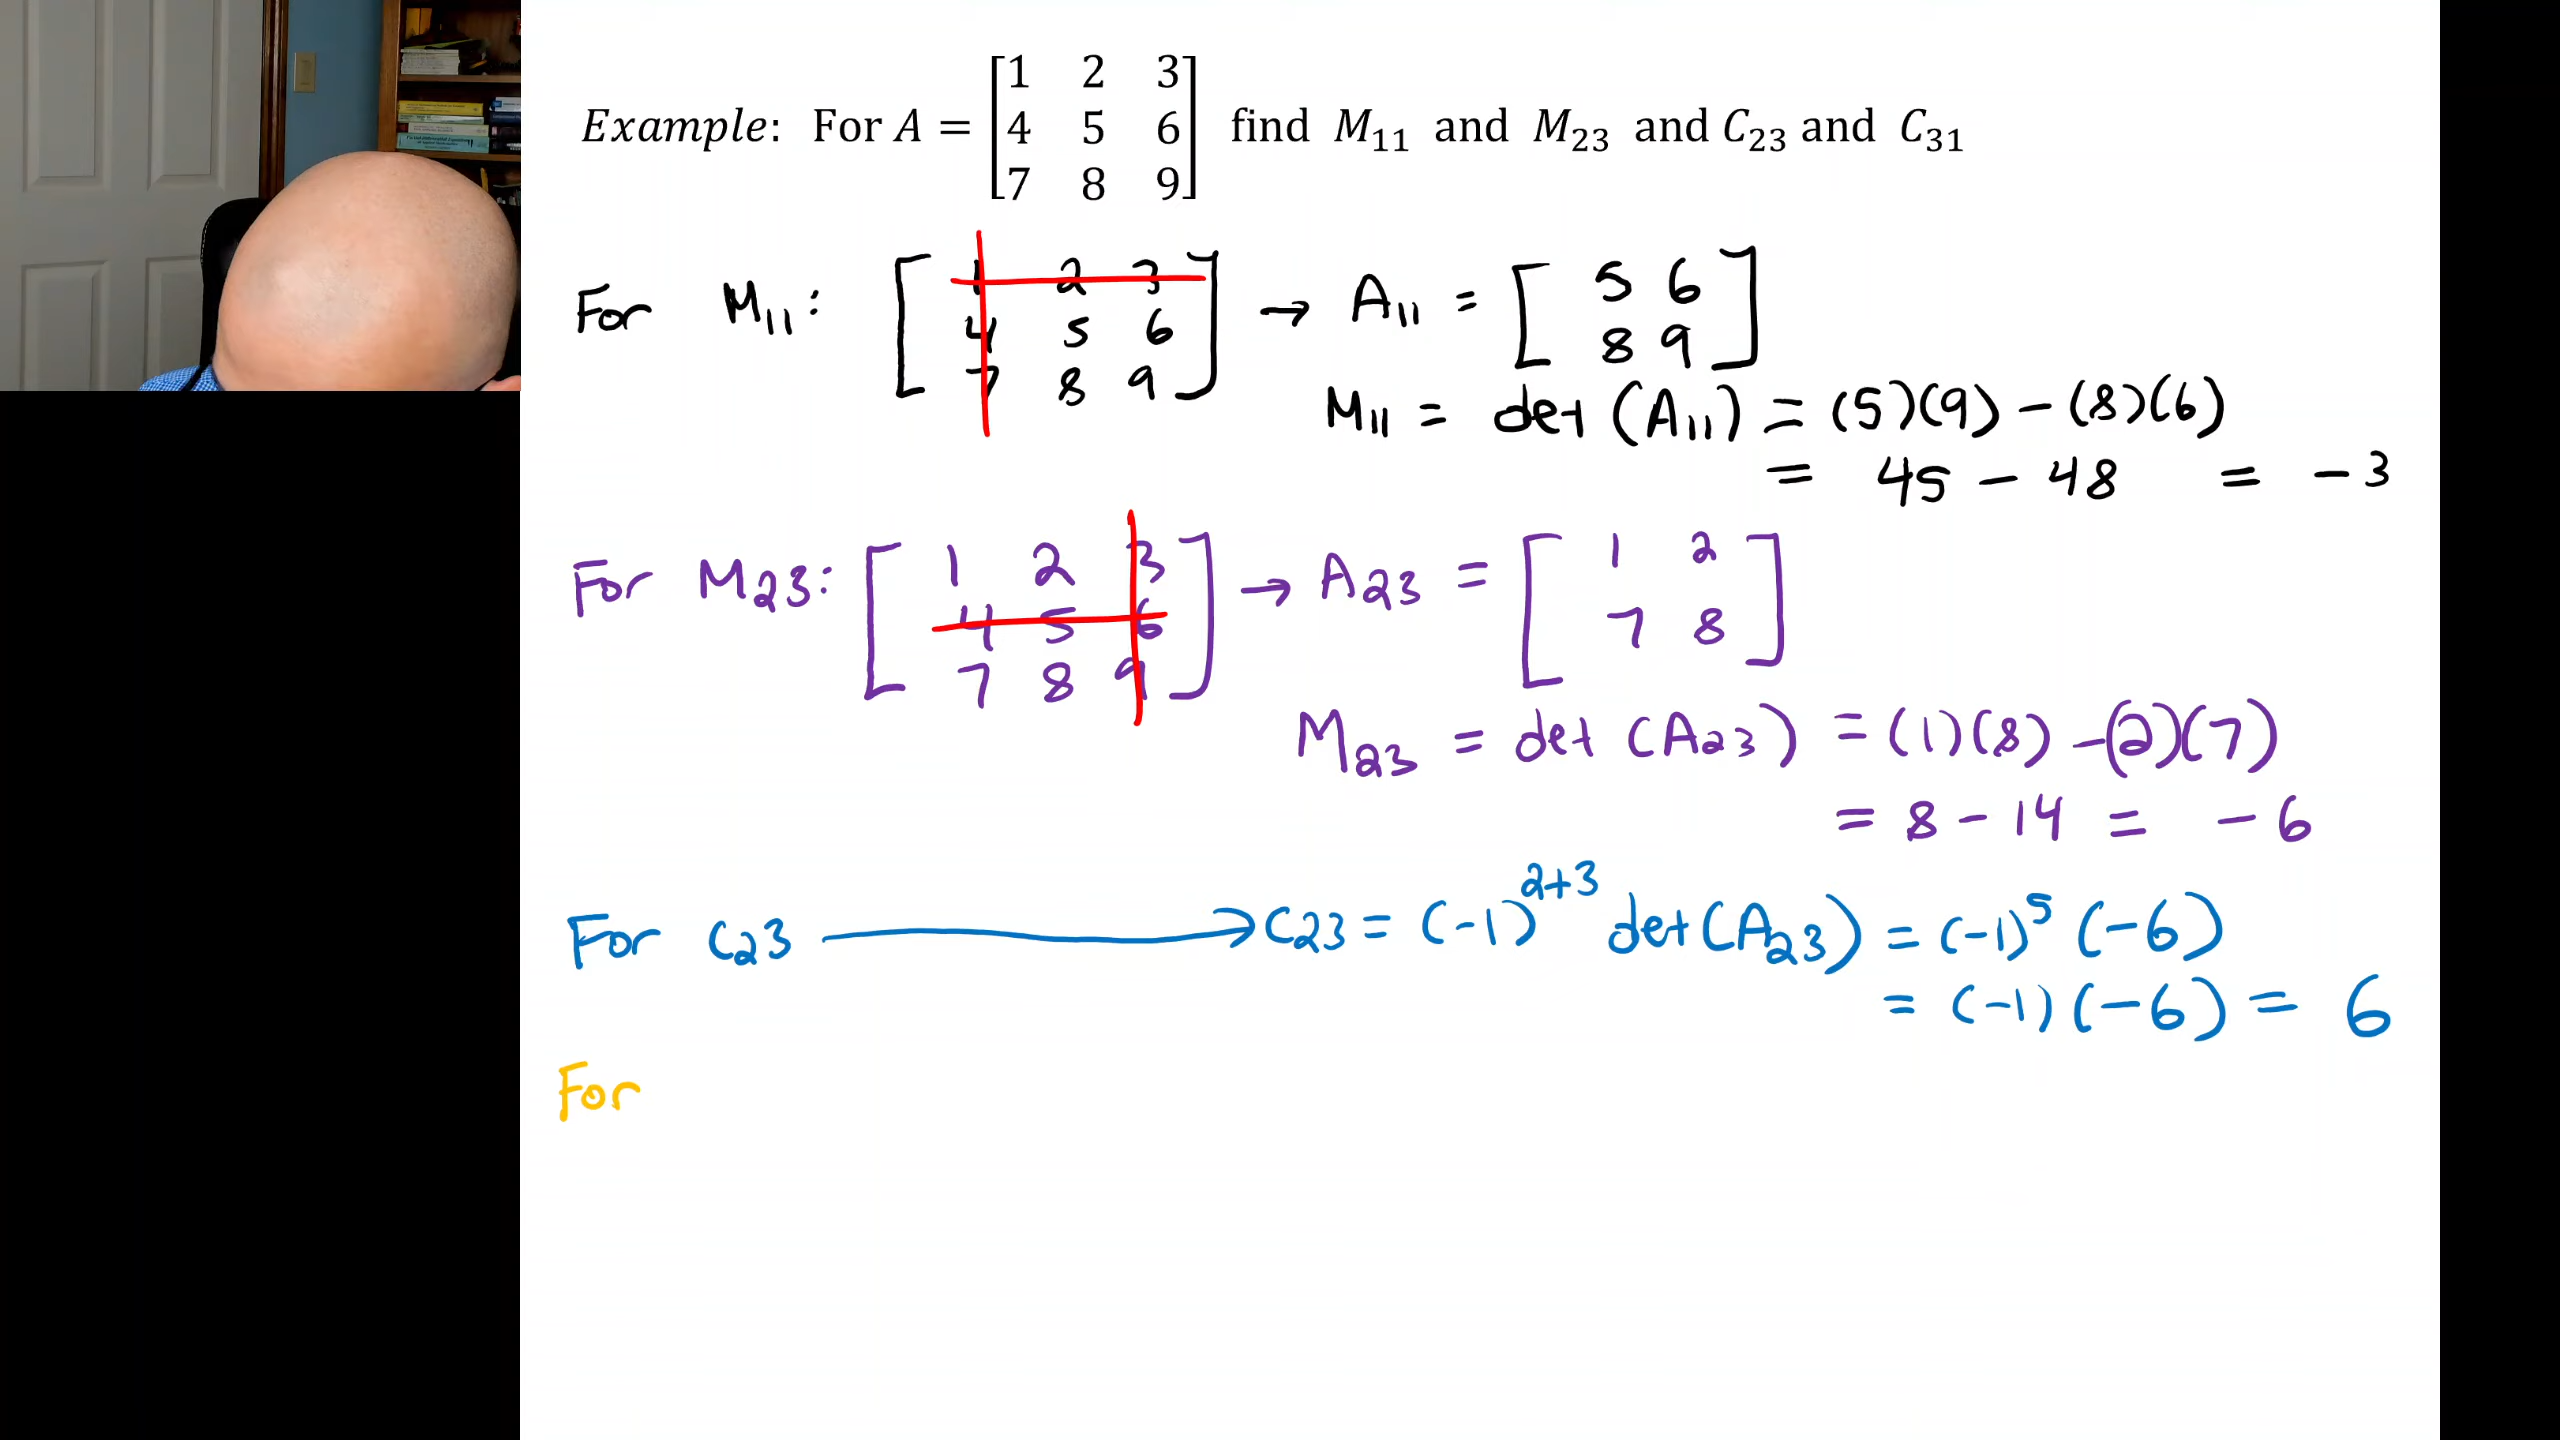 Example: For A = [1 2 3
4 5 6
7 8 9] find M₁₁ and M₂₃ and C₂₃ and C₃₁
For M₁₁: [1 2 3
4 5 6
7 8 9] → A₁₁ = [5 6
8 9]
M₁₁ = det (A₁₁) = (5)(9) – (8)(6)
= 45 – 48 = –3
For M₂₃: [1 2 3
4 5 6
7 8 9] → A₂₃ = [1 2
7 8]
M₂₃ = det (A₂₃) = (1)(8) –(2)(7)
= 8 – 14 = –6
For C₂₃ → C₂₃ = (-1)²⁺³ det(A₂₃) = (-1)⁵ (-6)
= (-1)(-6) = 6
For